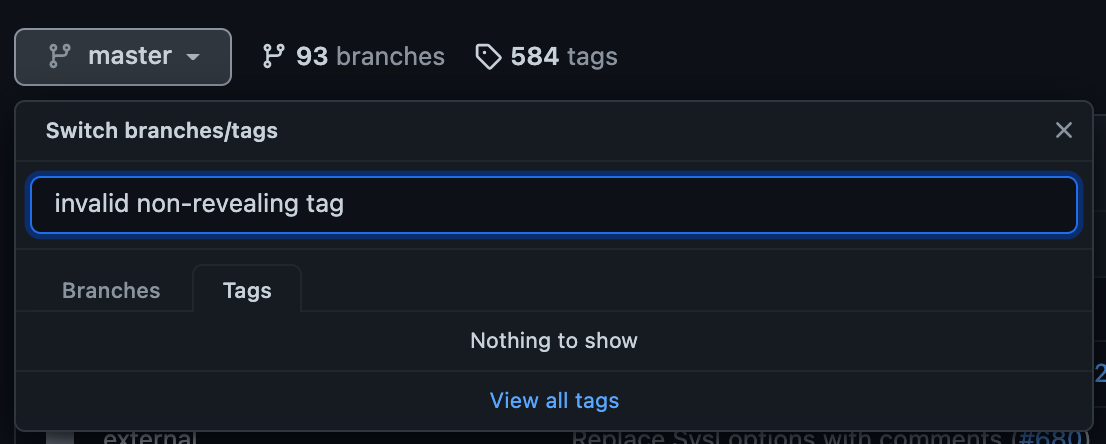 master 93 branches 584 tags
Switch branches/tags
invalid non-revealing tag
Branches Tags
Nothing to show
View all tags
2
external Replace Sysl options with comments (#680)